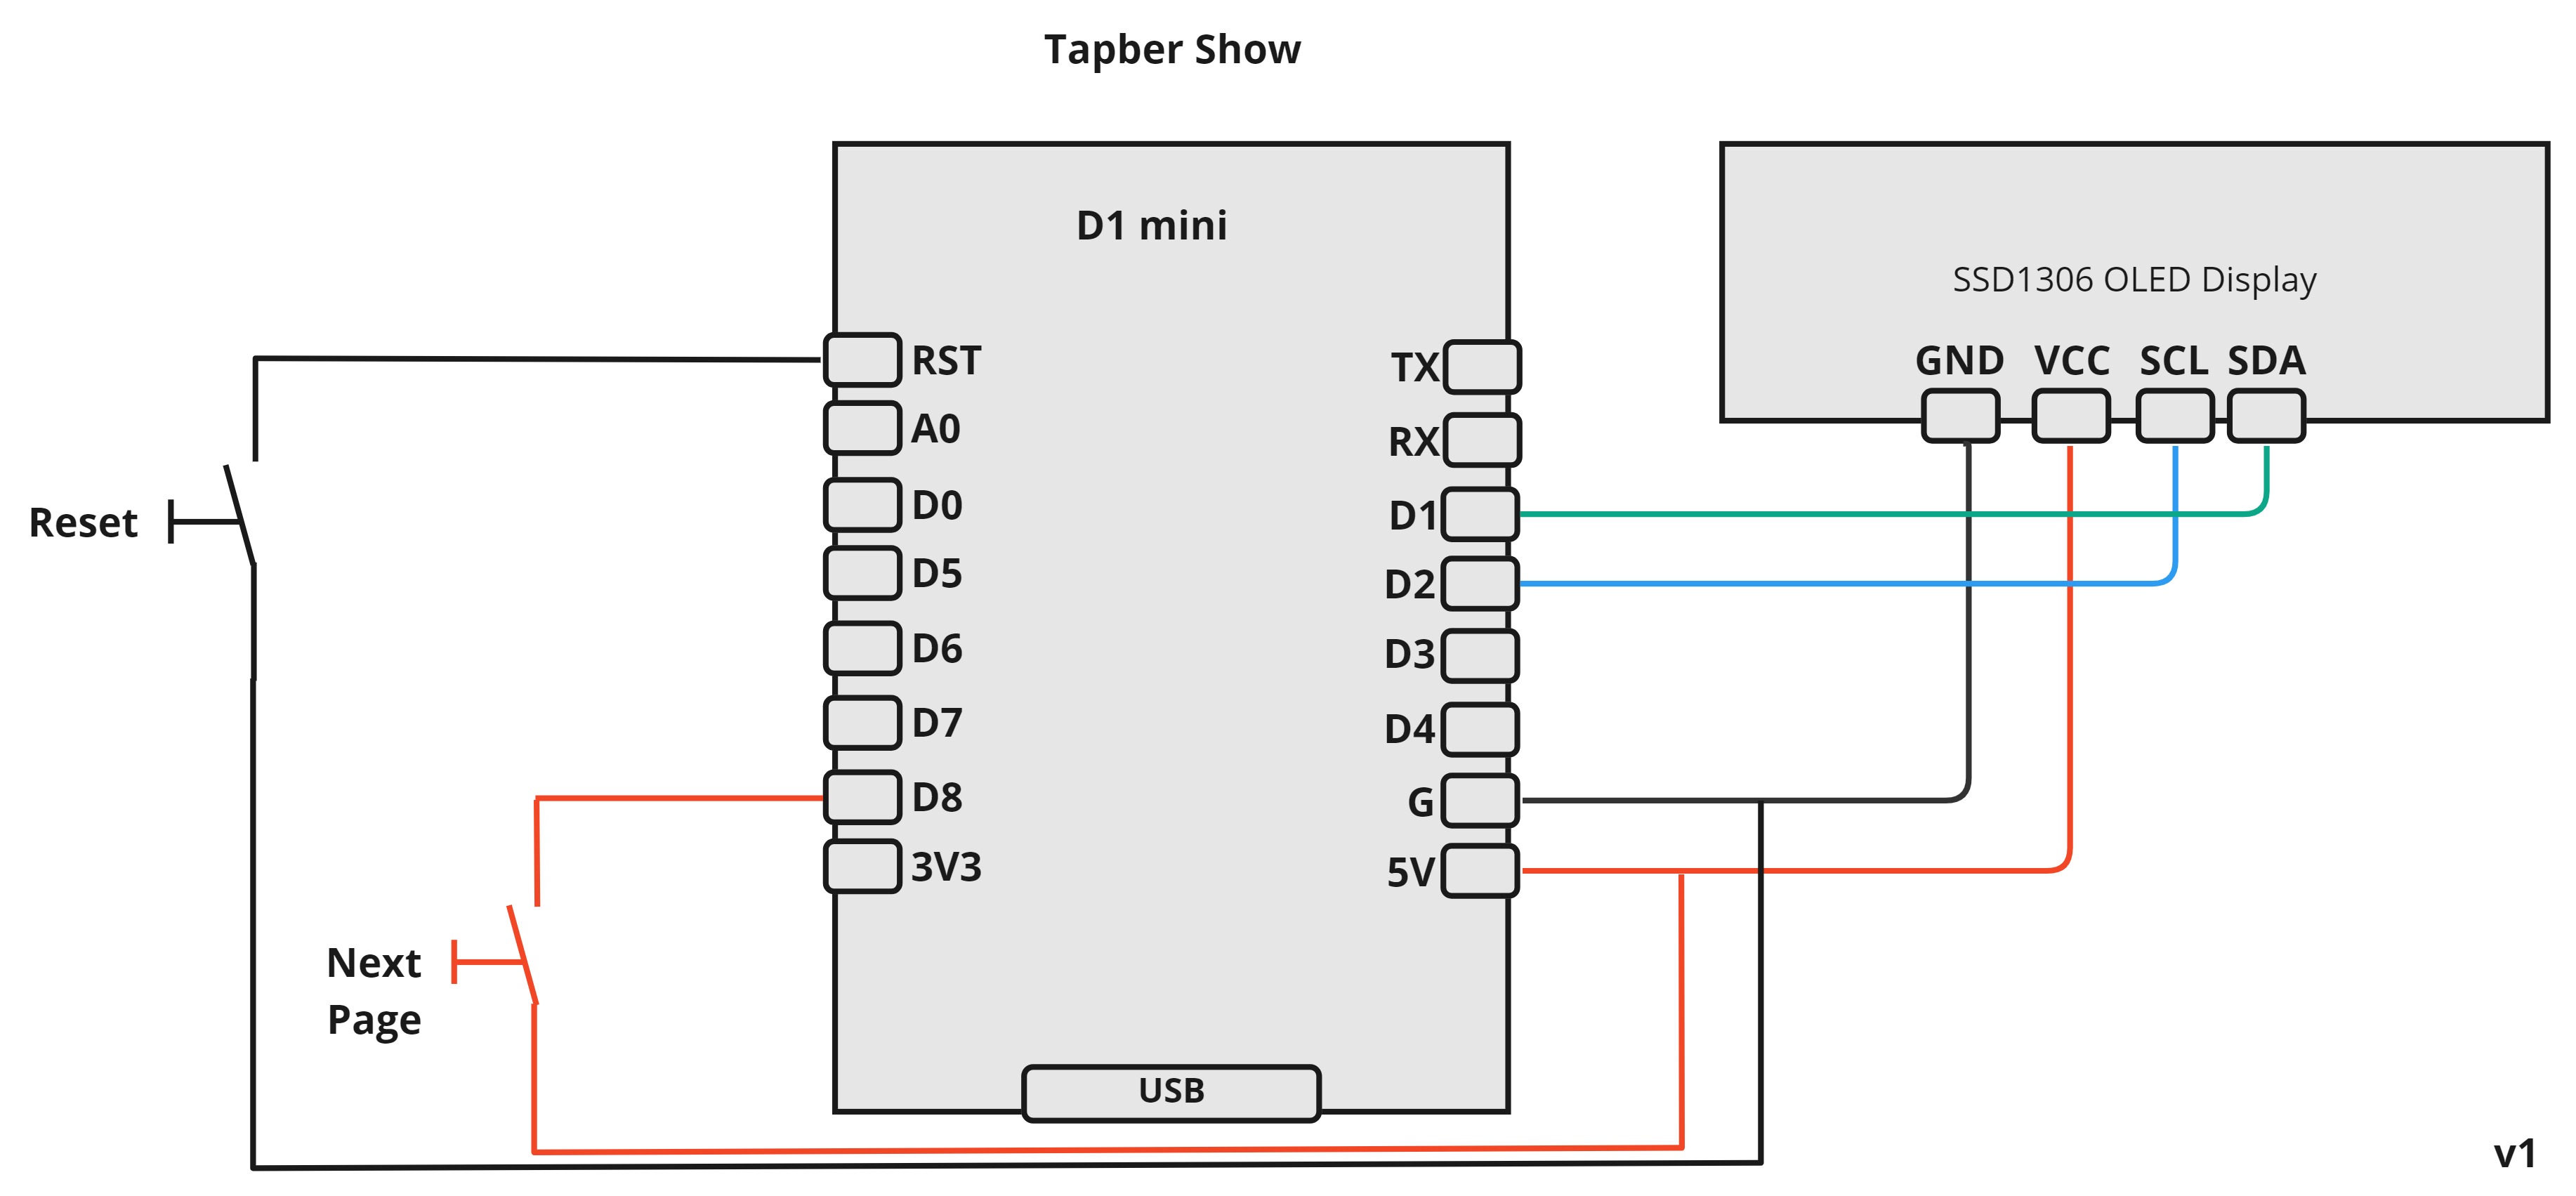 Tapber Show
D1 mini
SSD1306 OLED Display
GND VCC SCL SDA
RST
A0
D0
D5
D6
D7
D8
3V3
TX
RX
D1
D2
D3
D4
G
5V
Reset
Next
Page
USB
v1